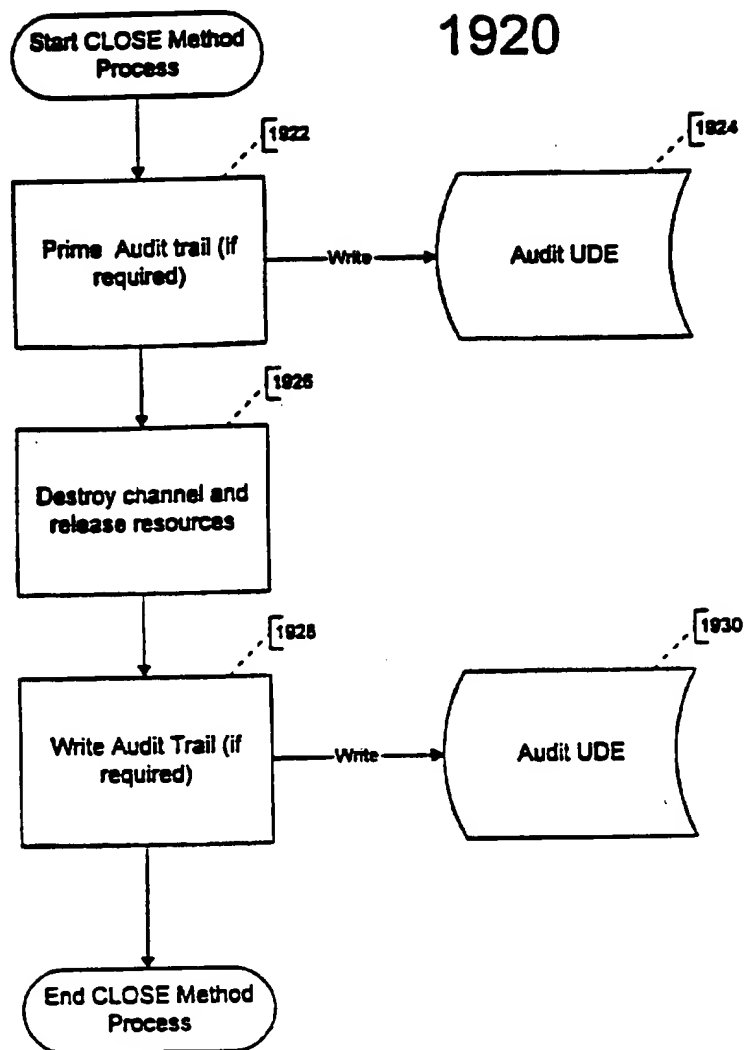 1920
Start CLOSE Method
Process
1922
1924
Prime Audit trail (if
required)
Write
Audit UDE
1926
Destroy channel and
release resources
1928
1930
Write Audit Trail (if
required)
Write
Audit UDE
End CLOSE Method
Process